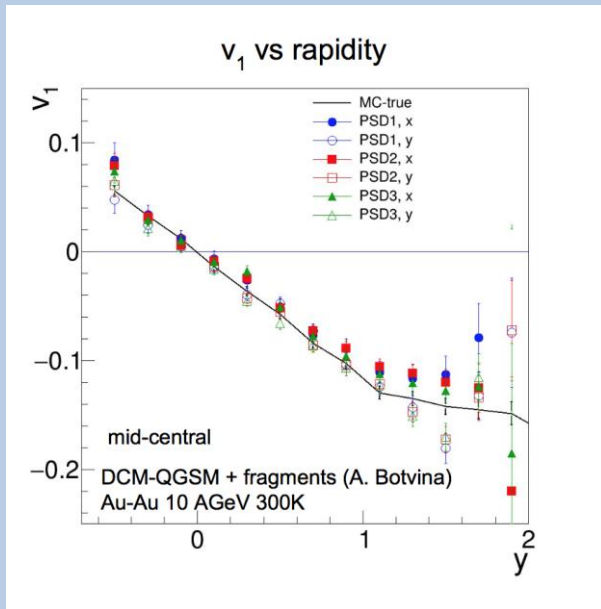 v₁ vs rapidity
v₁
MC-true
PSD1, x
PSD1, y
PSD2, x
PSD2, y
PSD3, x
PSD3, y
0.1
0
−0.1
−0.2
mid-central
DCM-QGSM + fragments (A. Botvina)
Au-Au 10 AGeV 300K
0
1
2
y